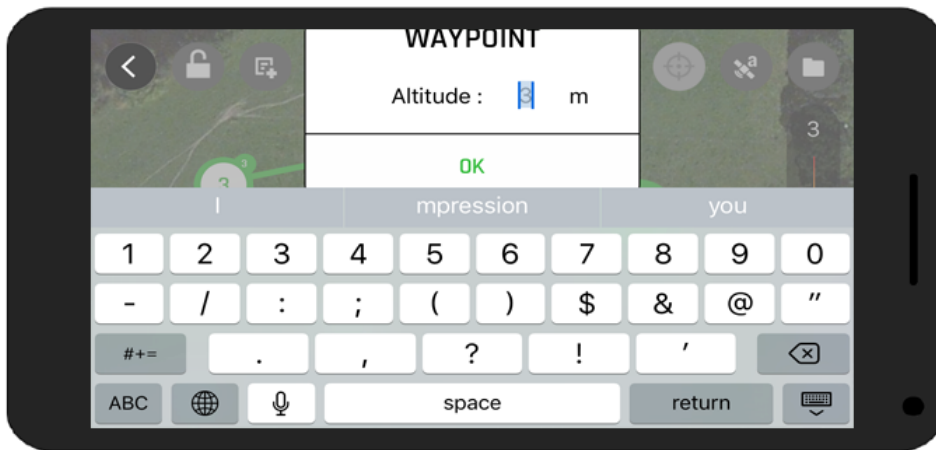 WAYPOINT
Altitude : 3 m
a
3
OK
3
3
I mpression you
1 2 3 4 5 6 7 8 9 0
- / : ; ( ) $ & @ "
#+= . , ? ! '
ABC space return